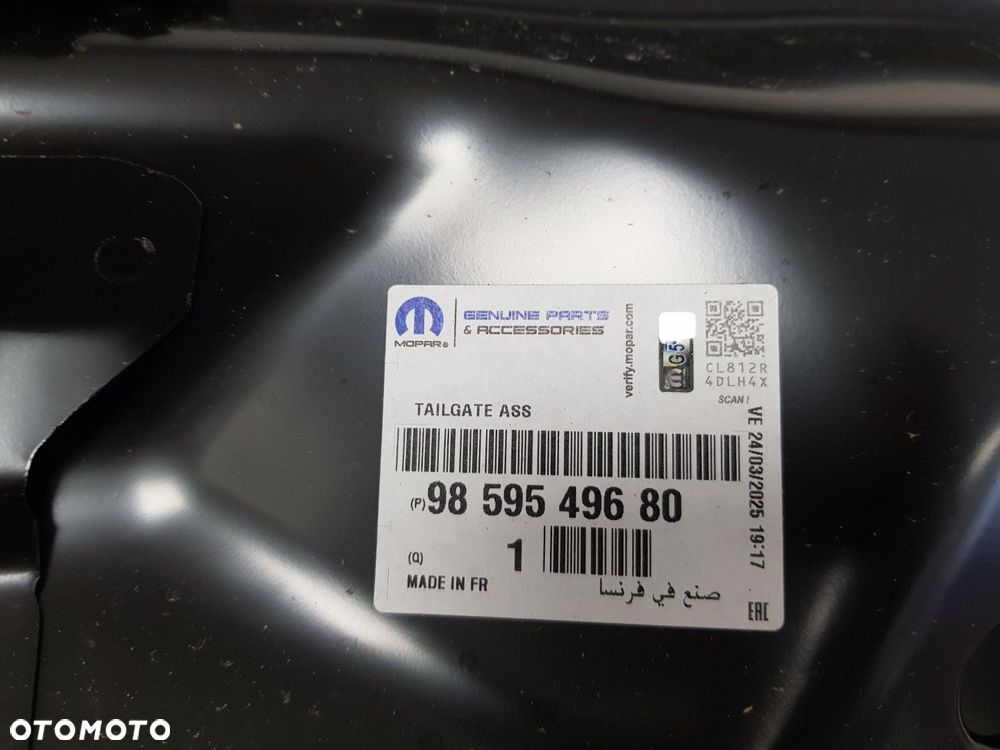 MOPAR®
GENUINE PARTS
& ACCESSORIES
verify.mopar.com
G5
CL812R
4DLH4X
SCAN!
TAILGATE ASS
(P) 98 595 496 80
(Q) 1
MADE IN FR
صنع في فرنسا
VE 24/03/2025 19:17
EAC
OTOMOTO